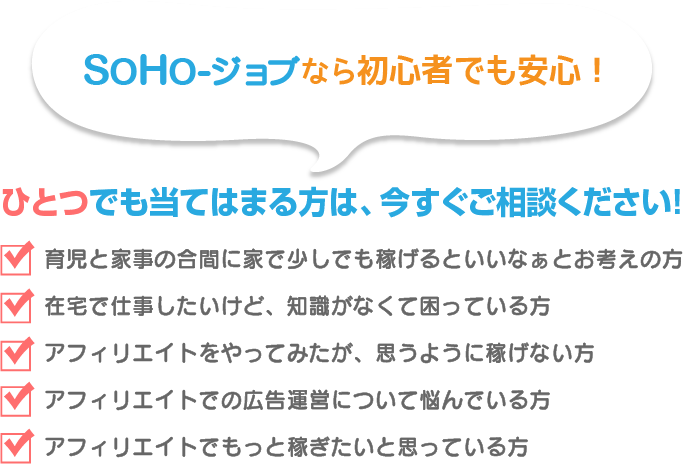 SOHO-ジョブなら初心者でも安心！
ひとつでも当てはまる方は、今すぐご相談ください!
育児と家事の合間に家で少しでも稼げるといいなぁとお考えの方
在宅で仕事したいけど、知識がなくて困っている方
アフィリエイトをやってみたが、思うように稼げない方
アフィリエイトでの広告運営について悩んでいる方
アフィリエイトでもっと稼ぎたいと思っている方